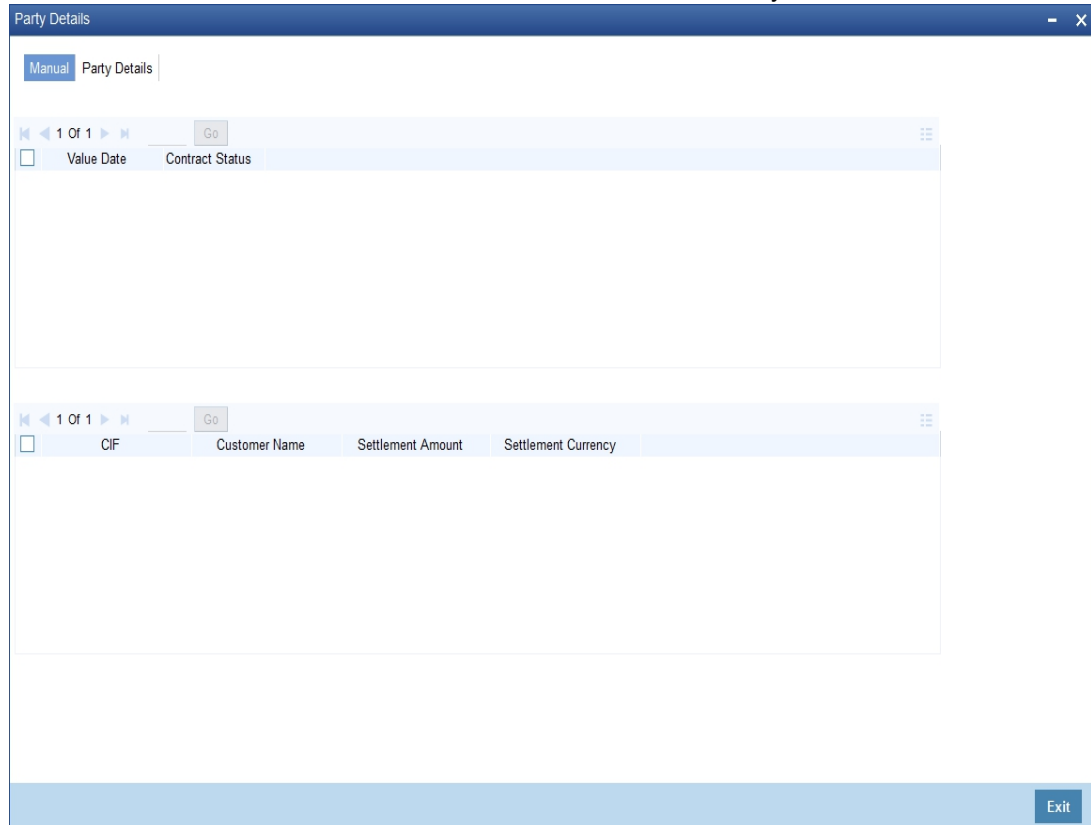 Party Details
Manual Party Details
1 Of 1 Go
Value Date Contract Status
1 Of 1 Go
CIF Customer Name Settlement Amount Settlement Currency
Exit